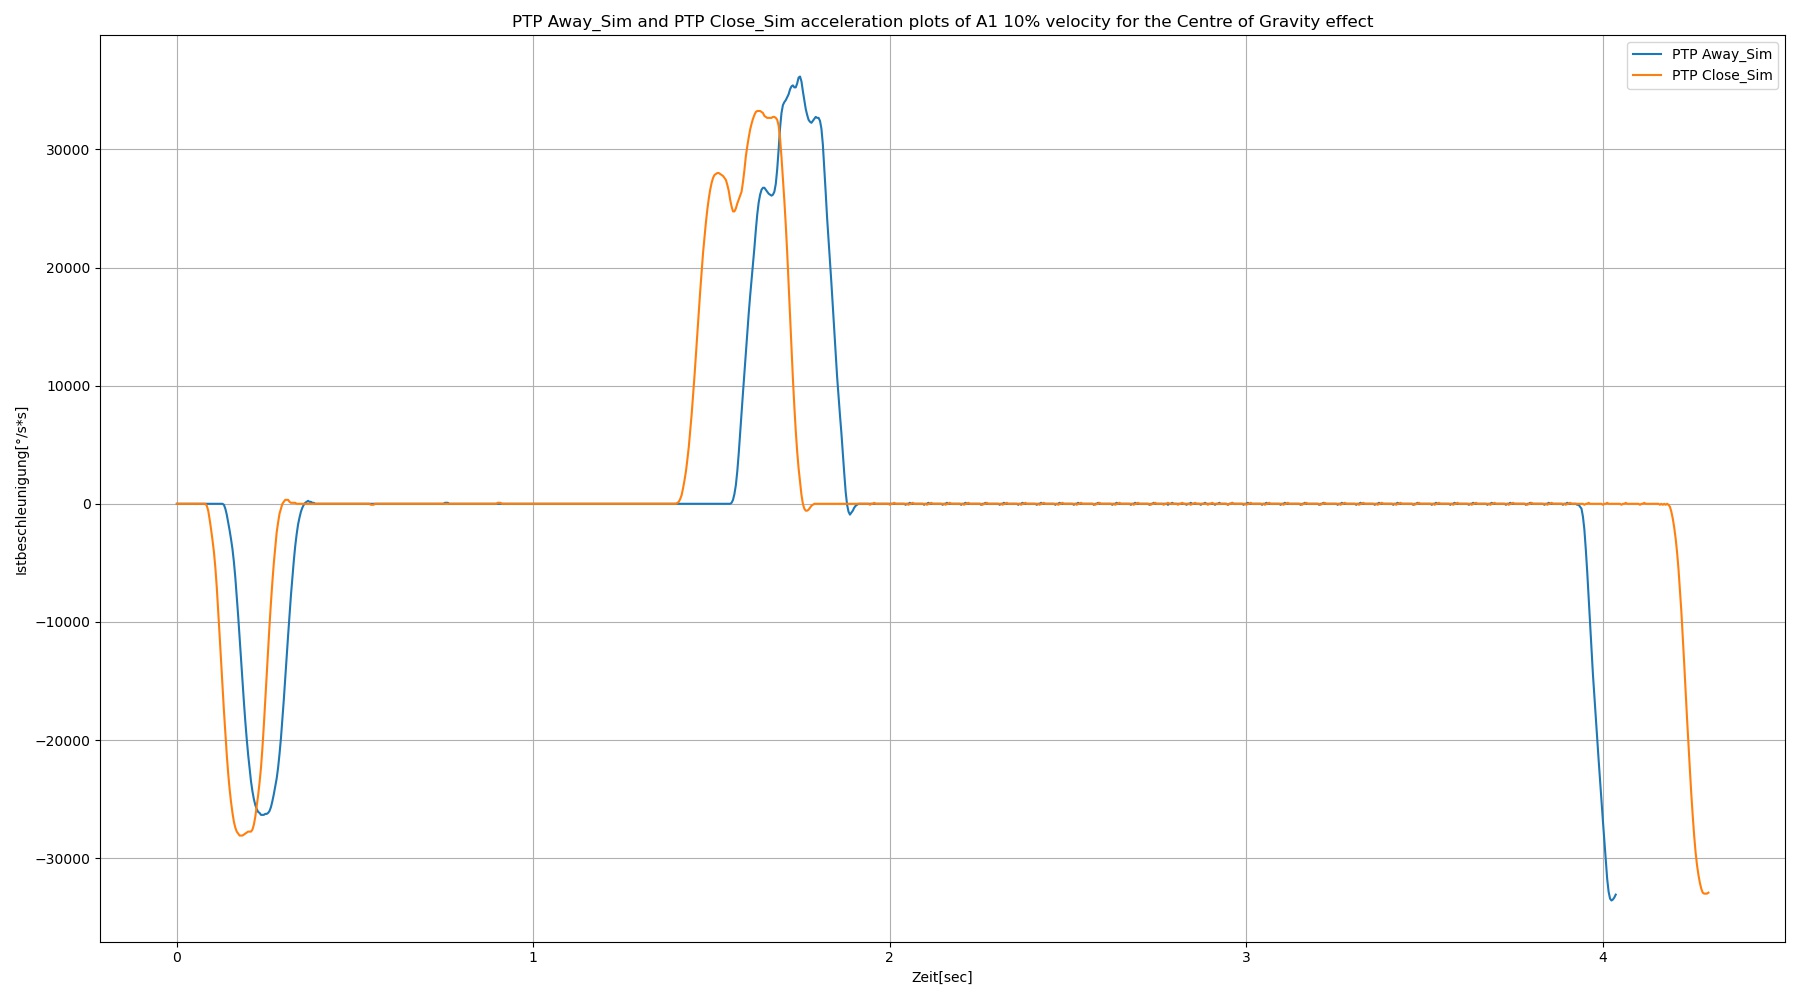 PTP Away_Sim and PTP Close_Sim acceleration plots of A1 10% velocity for the Centre of Gravity effect
PTP Away_Sim
PTP Close_Sim
30000
20000
10000
0
−10000
−20000
−30000
Istbeschleunigung[°/s*s]
0 1 2 3 4
Zeit[sec]